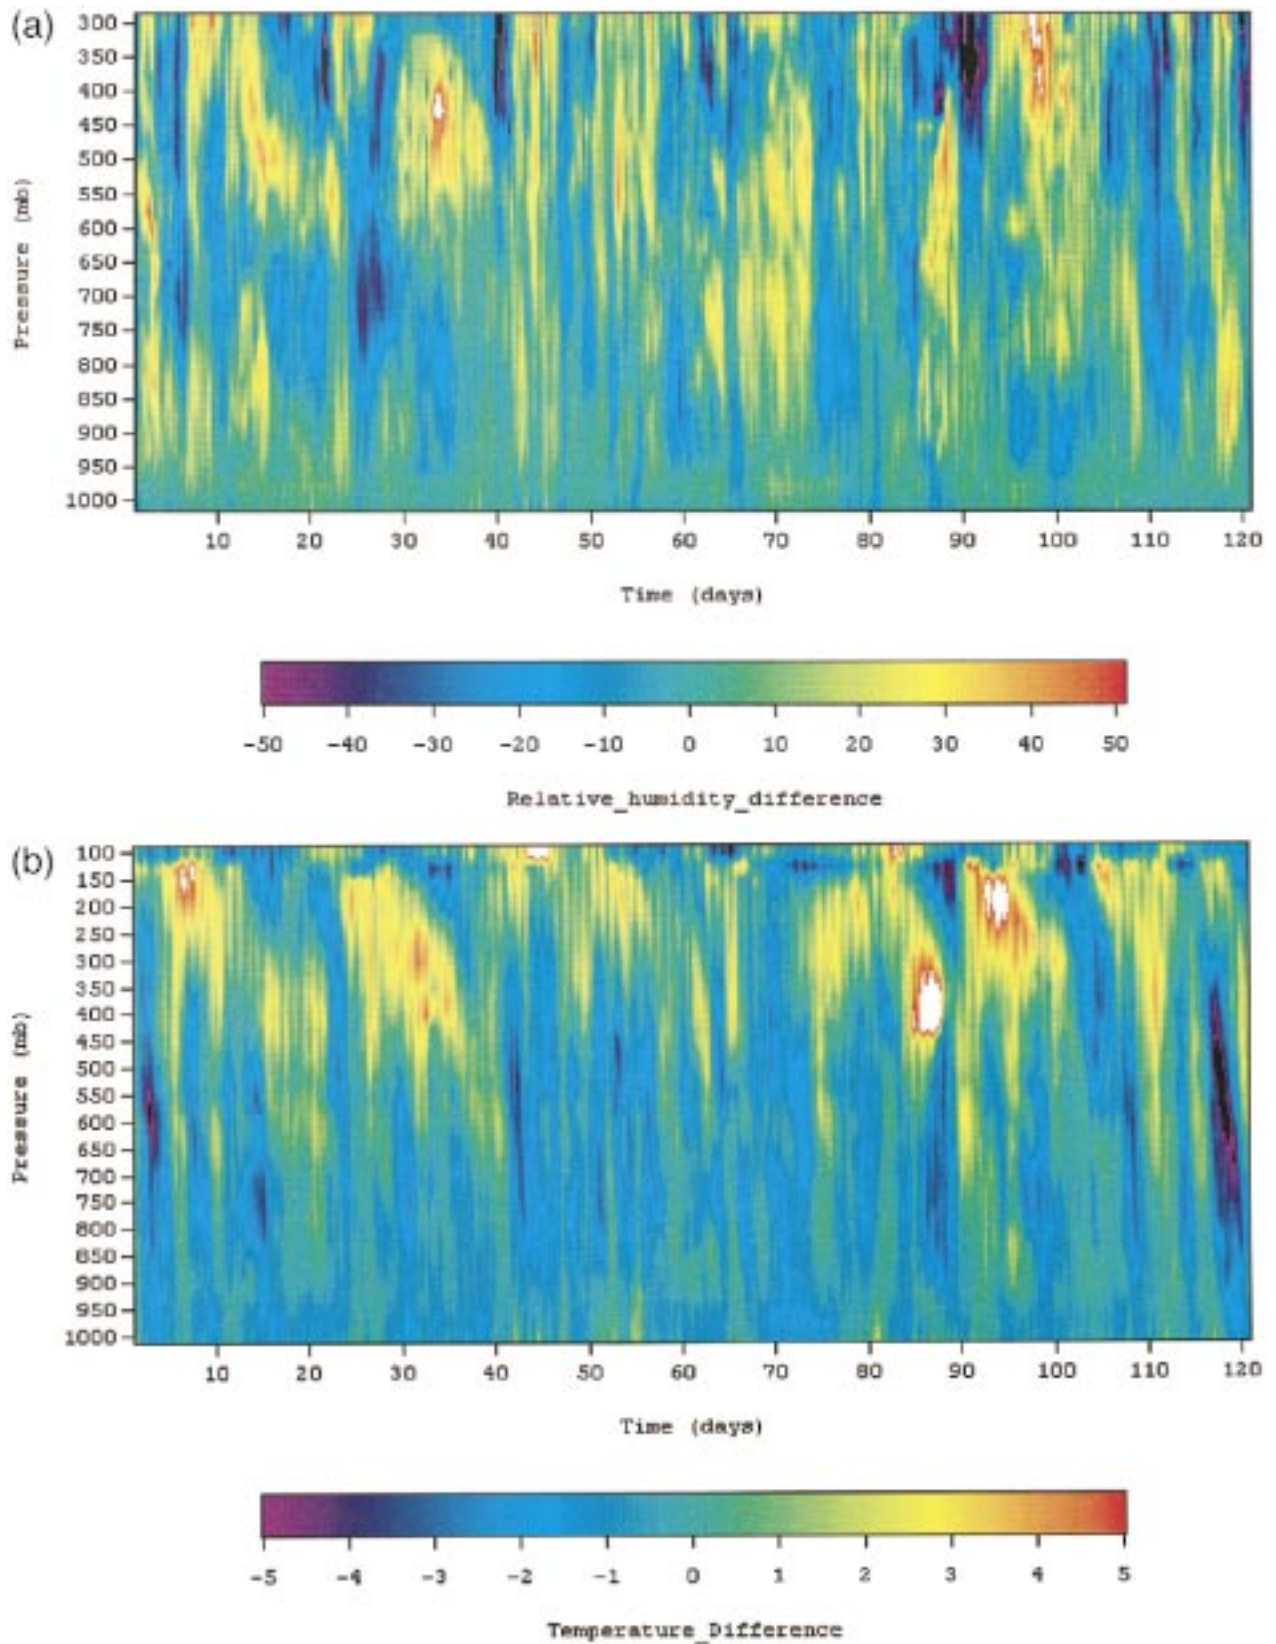 (a)
300
350
400
450
500
550
600
650
700
750
800
850
900
950
1000
Pressure (mb)
10 20 30 40 50 60 70 80 90 100 110 120
Time (days)
-50 -40 -30 -20 -10 0 10 20 30 40 50
Relative_humidity_difference
(b)
100
150
200
250
300
350
400
450
500
550
600
650
700
750
800
850
900
950
1000
Pressure (mb)
10 20 30 40 50 60 70 80 90 100 110 120
Time (days)
-5 -4 -3 -2 -1 0 1 2 3 4 5
Temperature_Difference